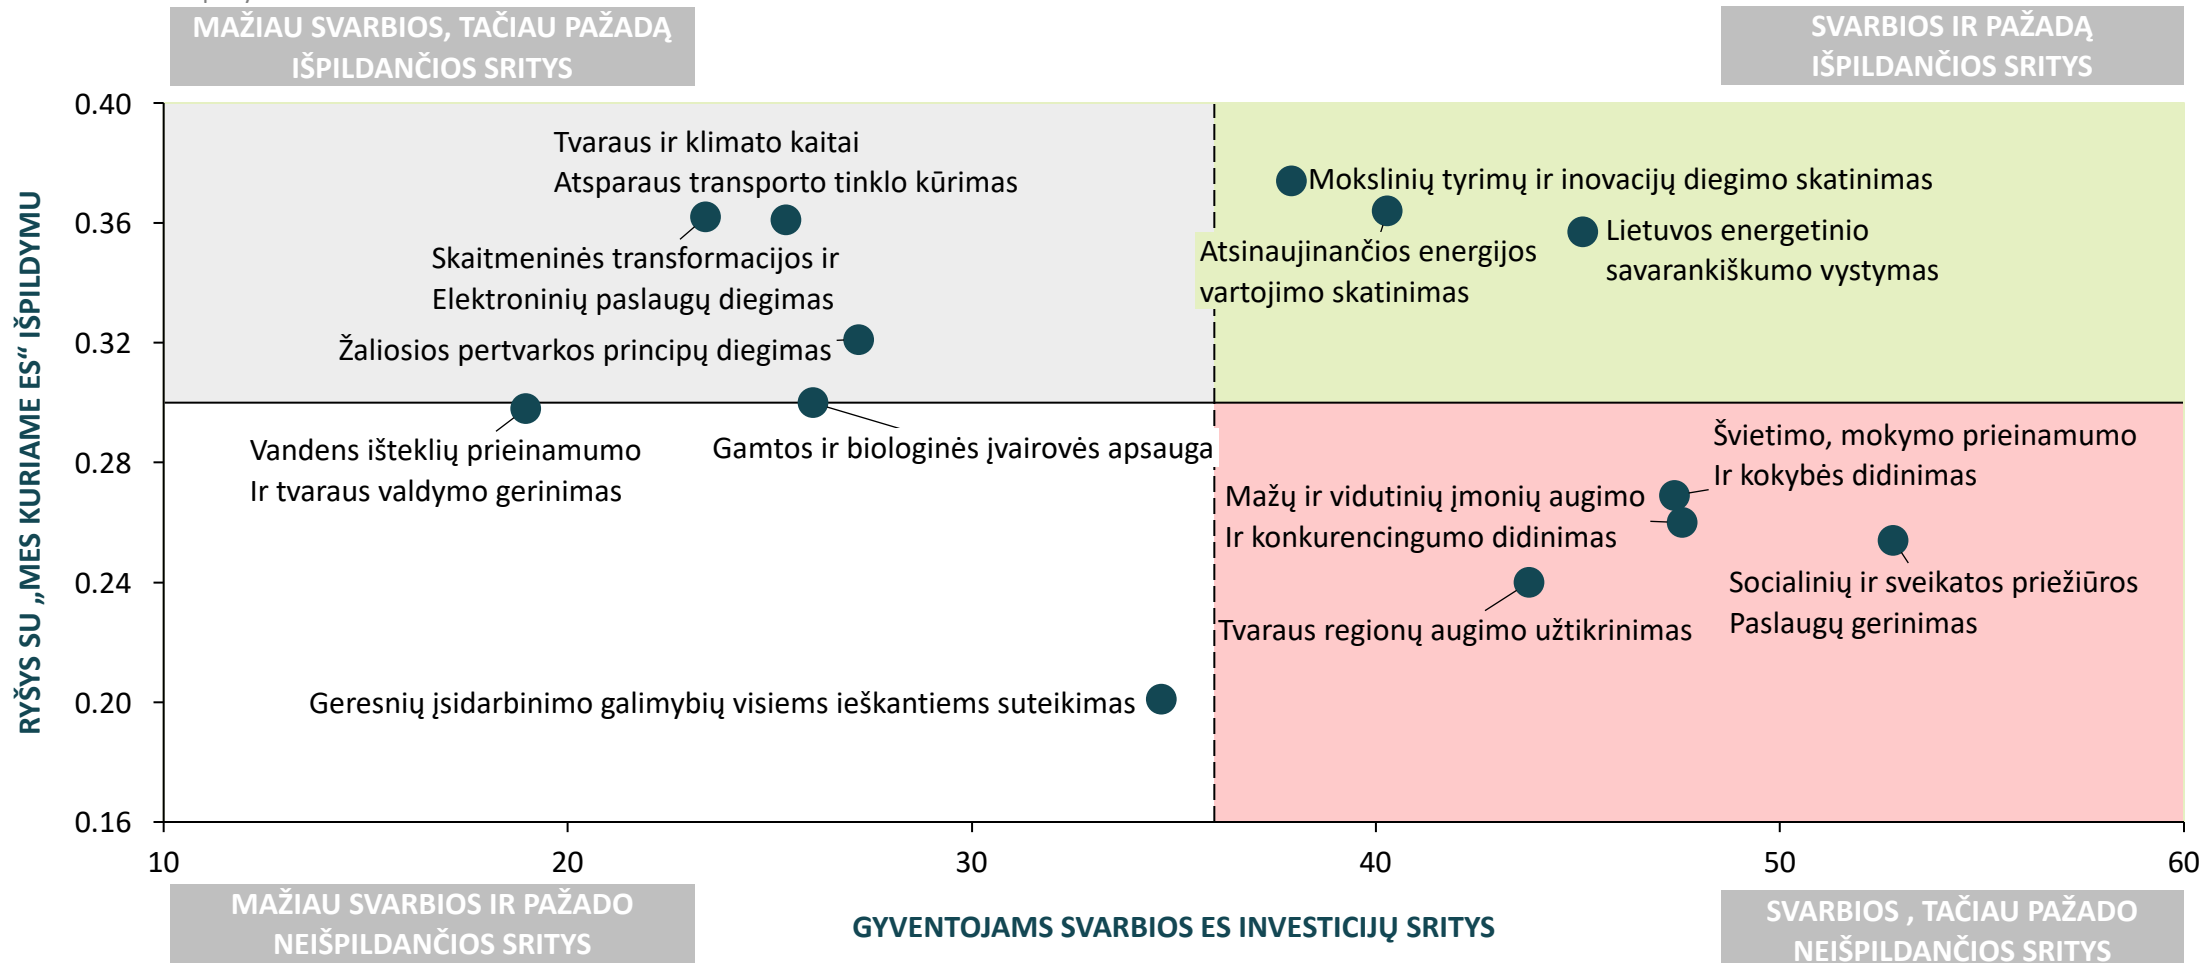 MAŽIAU SVARBIOS, TAČIAU PAŽADĄ
IŠPILDANČIOS SRITYS
SVARBIOS IR PAŽADĄ
IŠPILDANČIOS SRITYS
RYŠYS SU „MES KURIAME ES“ IŠPILDYMU
0.40
0.36
0.32
0.28
0.24
0.20
0.16
Tvaraus ir klimato kaitai
Atsparaus transporto tinklo kūrimas
Skaitmeninės transformacijos ir
Elektroninių paslaugų diegimas
Žaliosios pertvarkos principų diegimas
Mokslinių tyrimų ir inovacijų diegimo skatinimas
Atsinaujinančios energijos
vartojimo skatinimas
Lietuvos energetinio
savarankiškumo vystymas
Vandens išteklių prieinamumo
Ir tvaraus valdymo gerinimas
Gamtos ir biologinės įvairovės apsauga
Geresnių įsidarbinimo galimybių visiems ieškantiems suteikimas
Švietimo, mokymo prieinamumo
Ir kokybės didinimas
Mažų ir vidutinių įmonių augimo
Ir konkurencingumo didinimas
Socialinių ir sveikatos priežiūros
Paslaugų gerinimas
Tvaraus regionų augimo užtikrinimas
10
20
30
40
50
60
MAŽIAU SVARBIOS IR PAŽADO
NEIŠPILDANČIOS SRITYS
GYVENTOJAMS SVARBIOS ES INVESTICIJŲ SRITYS
SVARBIOS , TAČIAU PAŽADO
NEIŠPILDANČIOS SRITYS